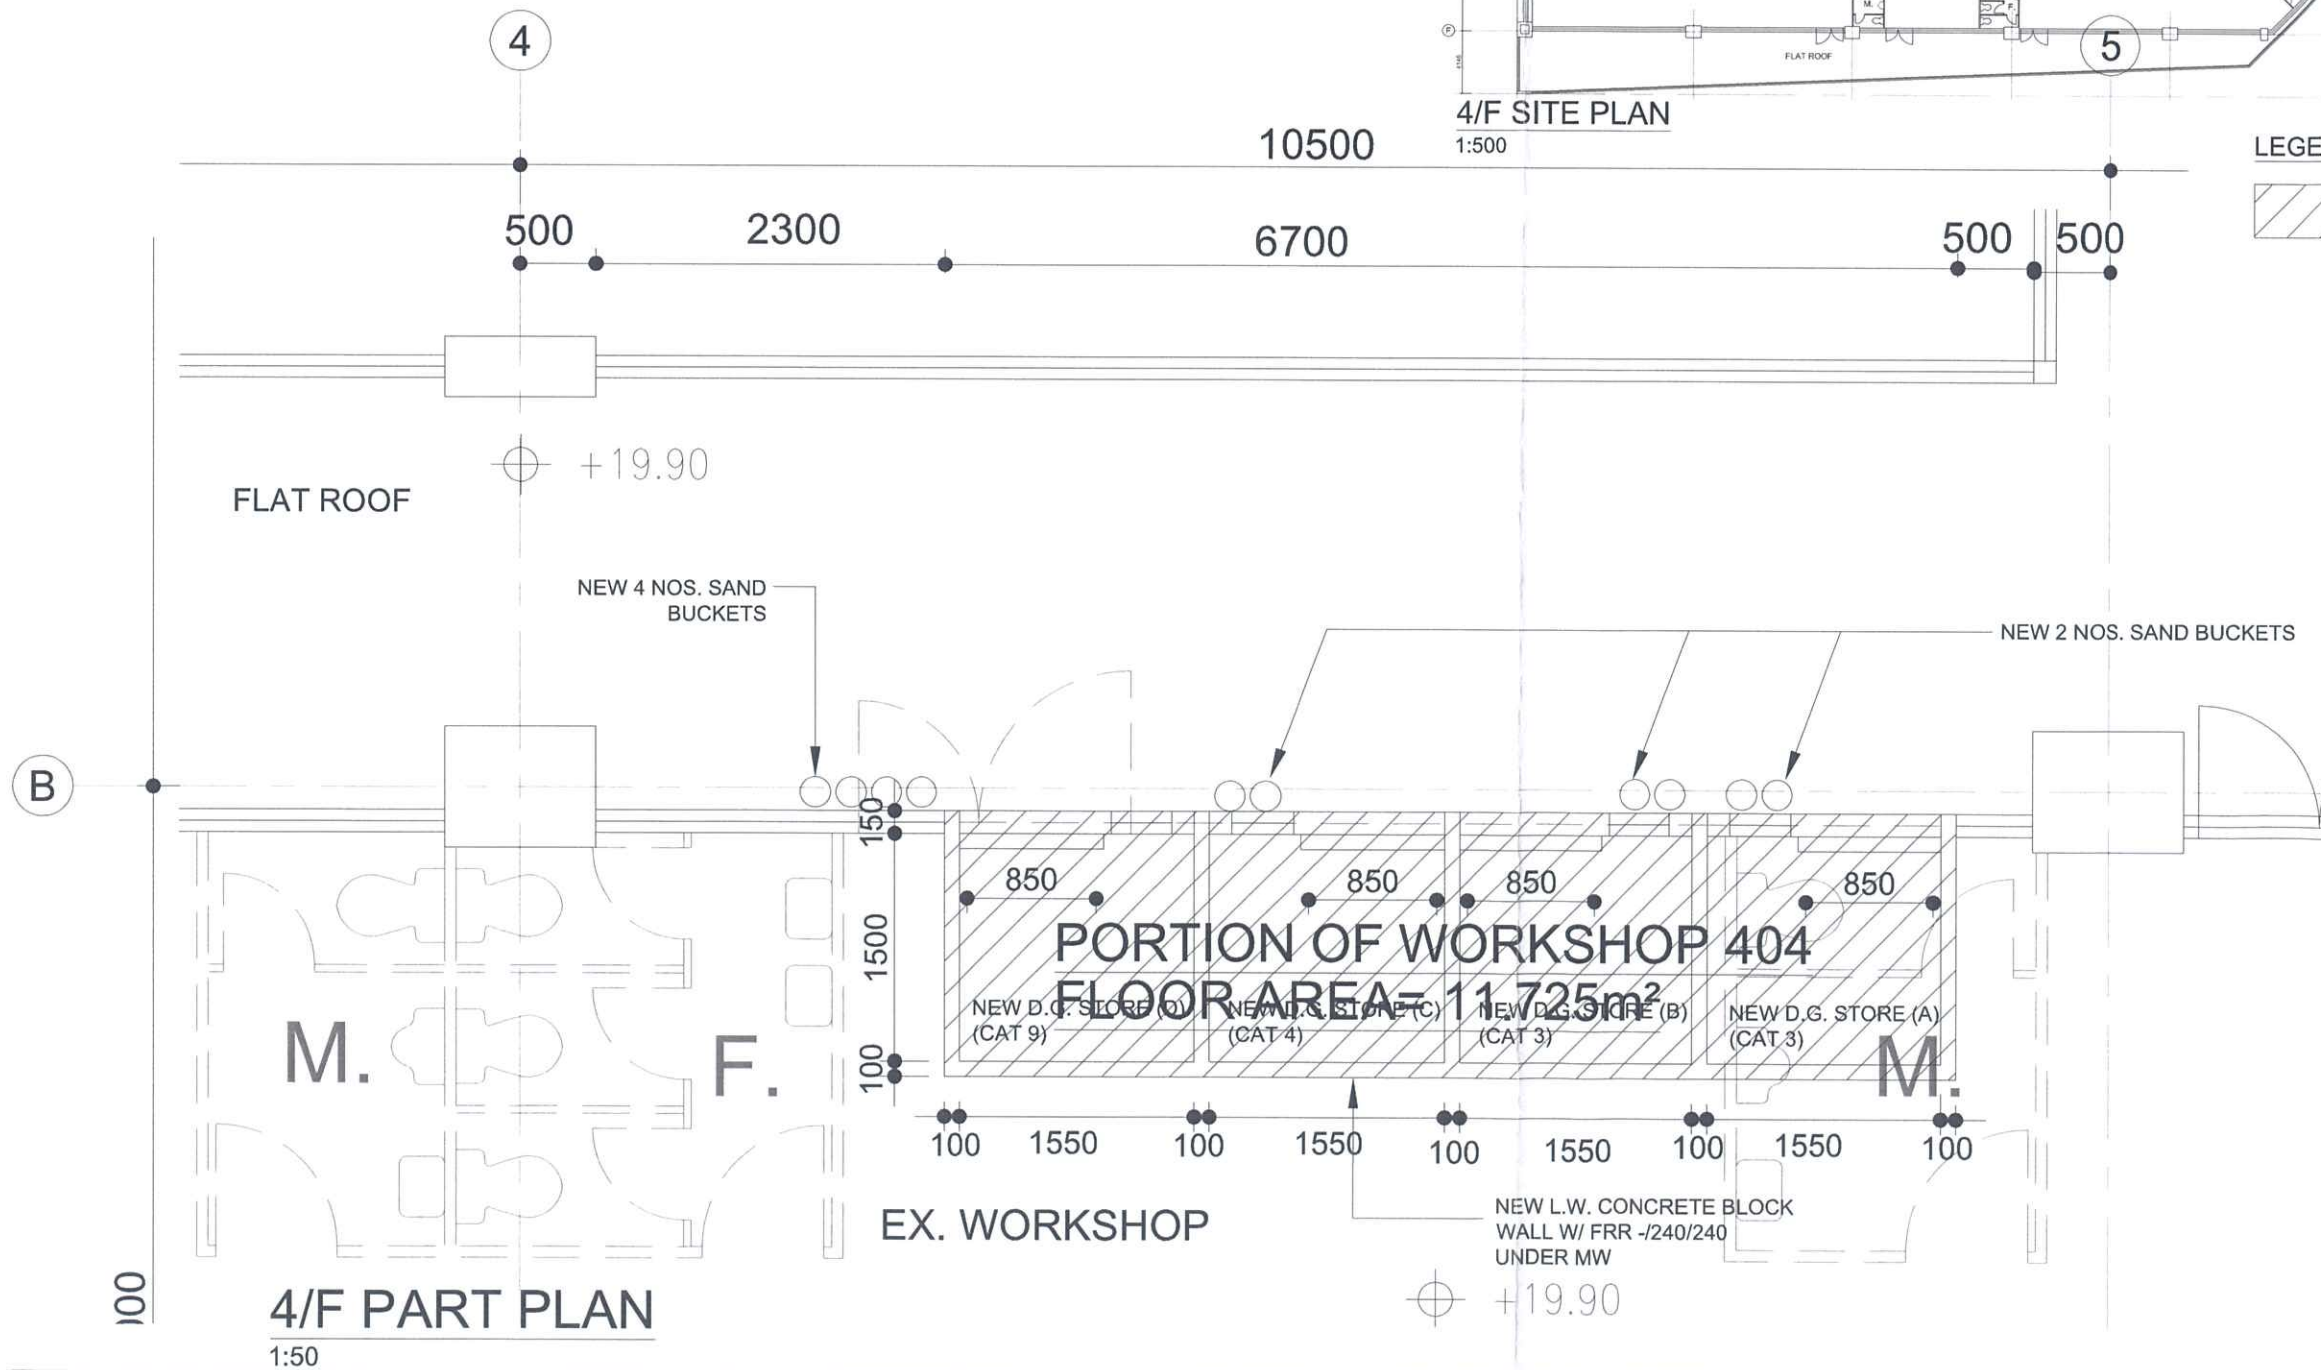 4
M.
F.
F
FLAT ROOF
5
4/F SITE PLAN
1:500
LEGE
10500
500
2300
6700
500
500
+19.90
FLAT ROOF
NEW 4 NOS. SAND
BUCKETS
NEW 2 NOS. SAND BUCKETS
B
150
850
850
850
850
1500
PORTION OF WORKSHOP 404
FLOOR AREA= 11.725m²
NEW D.G. STORE (D)
(CAT 9)
NEW D.G. STORE (C)
(CAT 4)
NEW D.G. STORE (B)
(CAT 3)
NEW D.G. STORE (A)
(CAT 3)
M.
F.
M.
100
100
1550
100
1550
100
1550
100
1550
100
EX. WORKSHOP
NEW L.W. CONCRETE BLOCK
WALL W/ FRR -/240/240
UNDER MW
+19.90
4/F PART PLAN
1:50